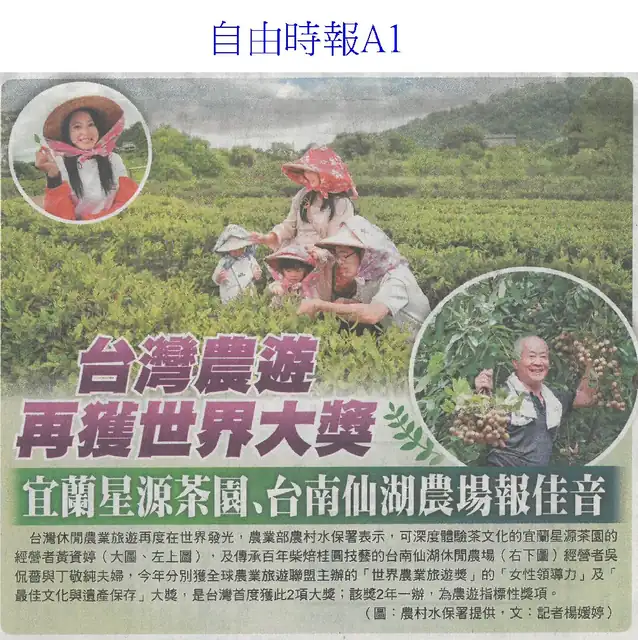 自由時報A1
台灣農遊
再獲世界大獎
宜蘭星源茶園、台南仙湖農場報佳音
台灣休閒農業旅遊再度在世界發光，農業部農村水保署表示，可深度體驗茶文化的宜蘭星源茶園的
經營者黃資婷（大圖、左上圖），及傳承百年柴焙桂圓技藝的台南仙湖休閒農場（右下圖）經營者吳
侃薔與丁敬純夫婦，今年分別獲全球農業旅遊聯盟主辦的「世界農業旅遊獎」的「女性領導力」及「
最佳文化與遺產保存」大獎，是台灣首度獲此2項大獎；該獎2年一辦，為農遊指標性獎項。
（圖：農村水保署提供，文：記者楊媛婷）